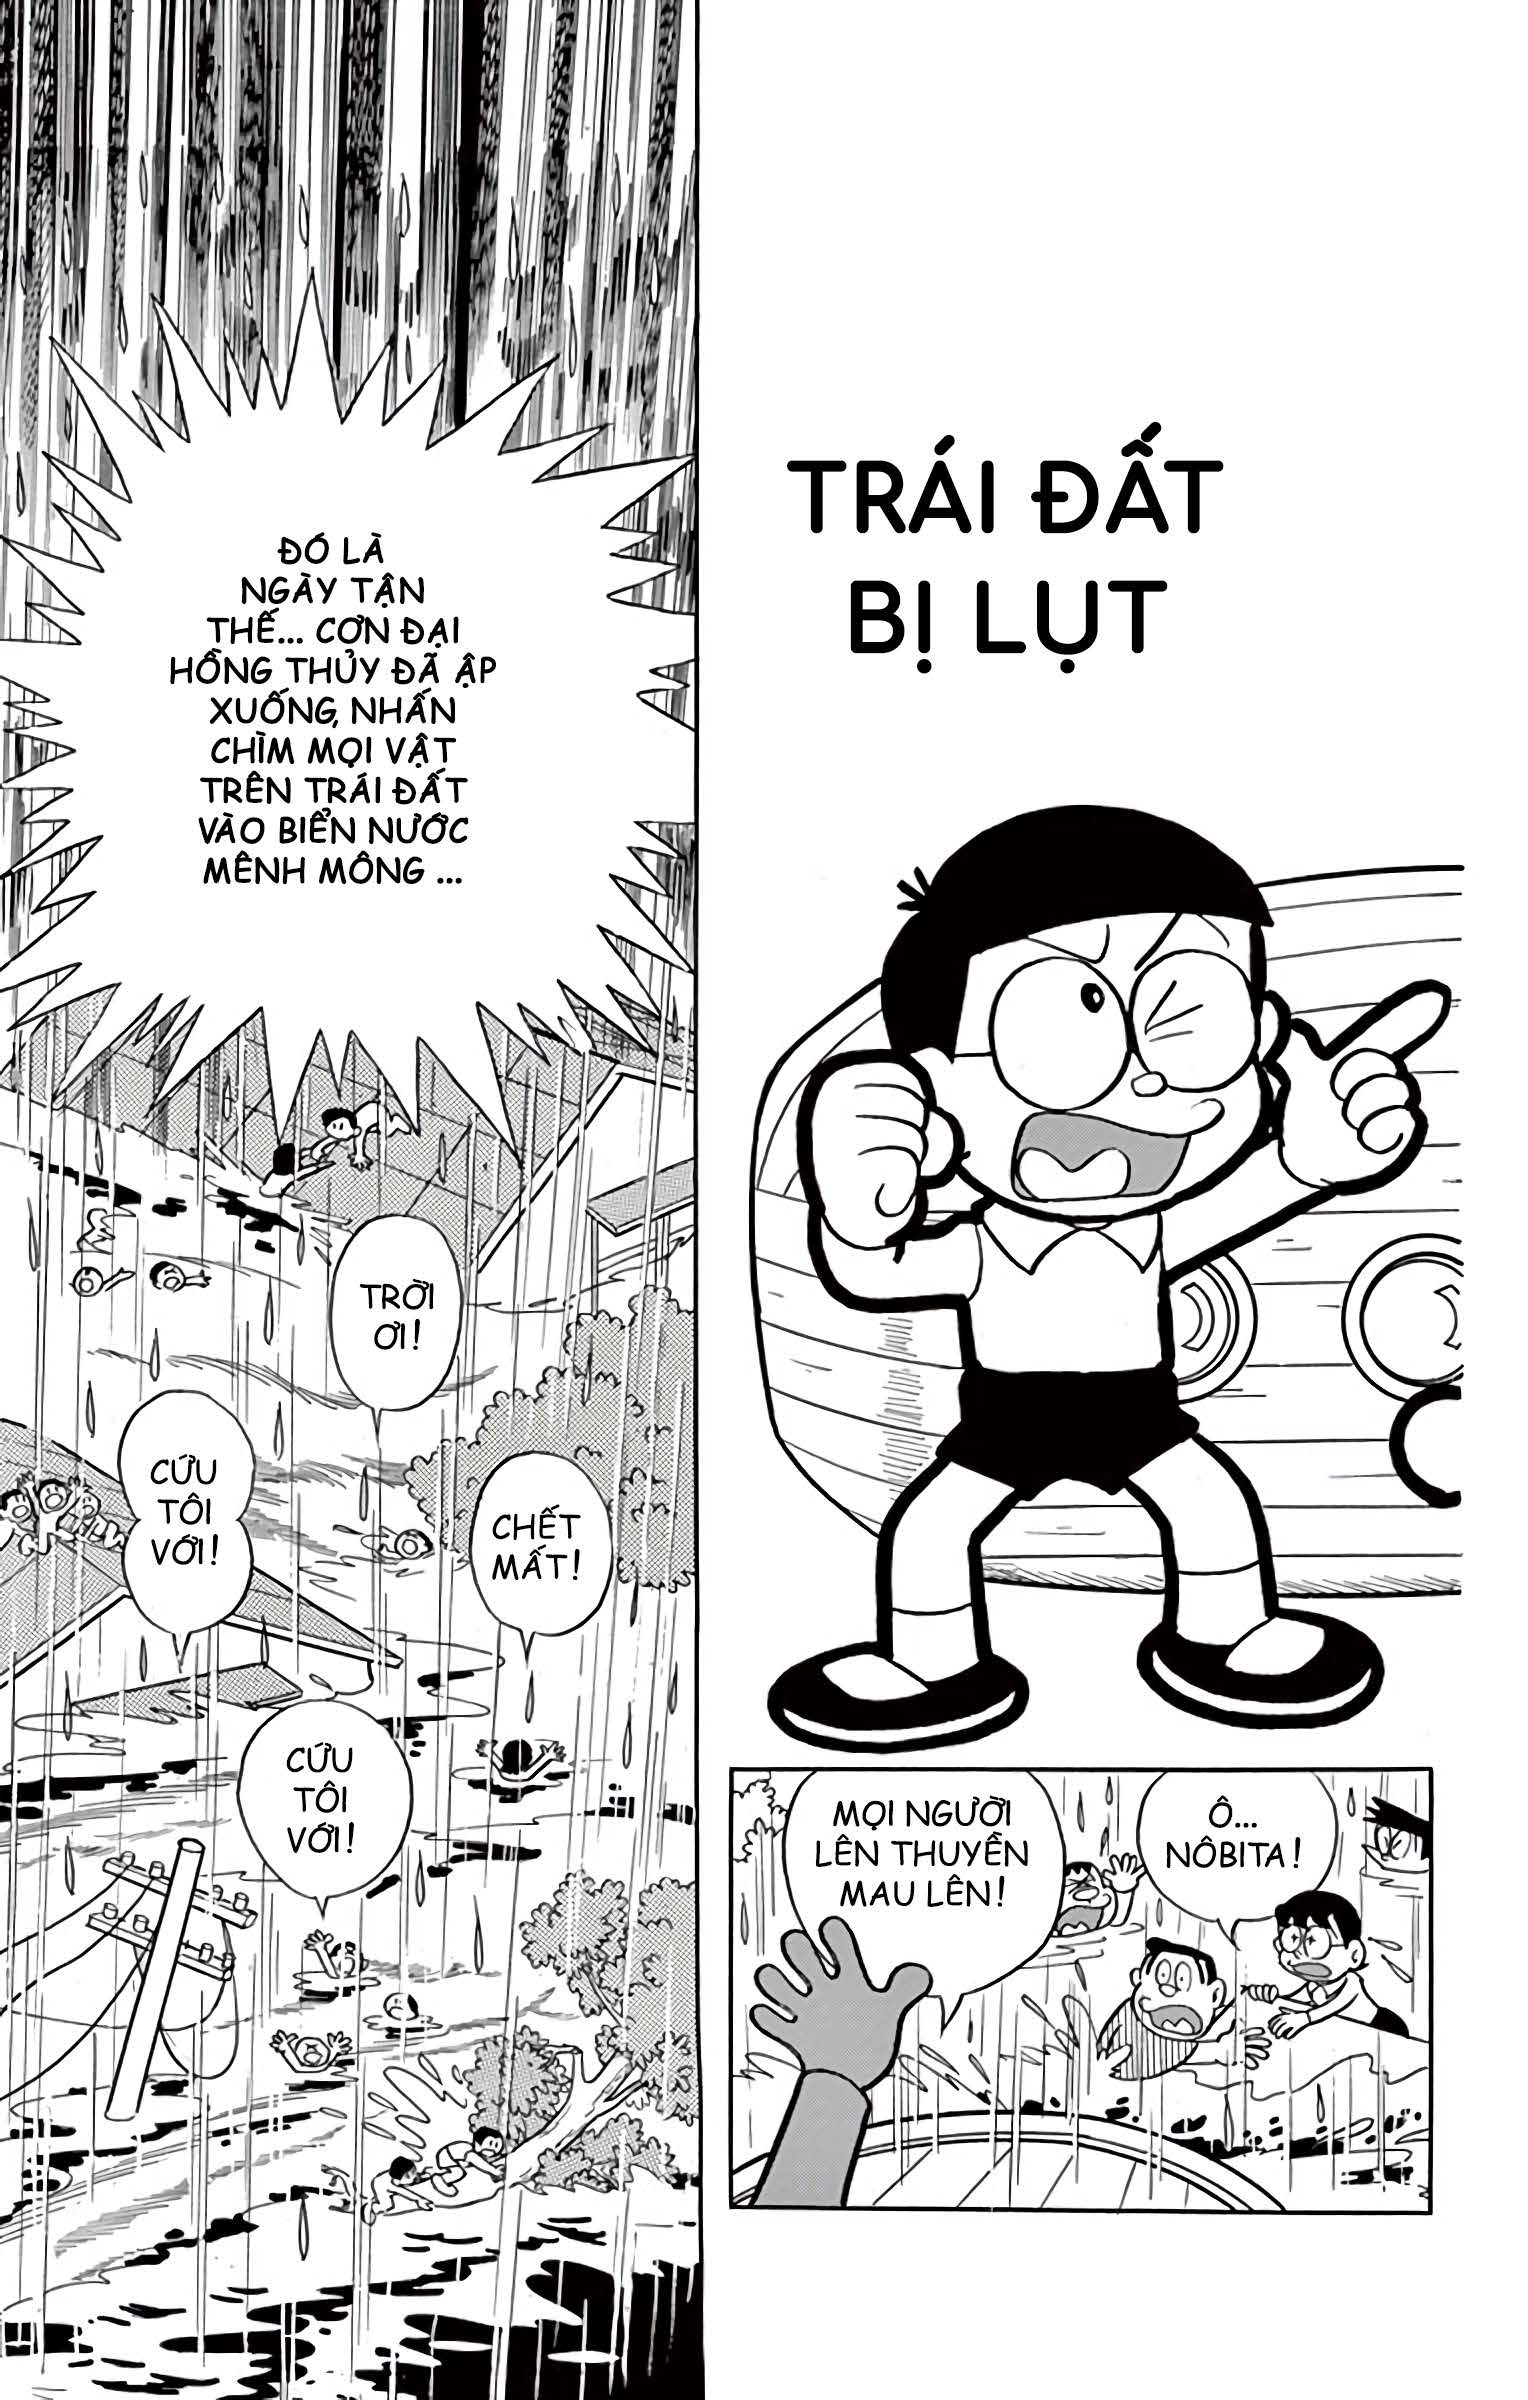 TRÁI ĐẤT
BỊ LỤT
ĐÓ LÀ
NGÀY TẬN
THẾ... CƠN ĐẠI
HỒNG THỦY ĐÃ ẬP
XUỐNG, NHẤN
CHÌM MỌI VẬT
TRÊN TRÁI ĐẤT
VÀO BIỂN NƯỚC
MÊNH MÔNG ...
TRỜI
ƠI!
CỨU
TÔI
VỚI!
CHẾT
MẤT!
CỨU
TÔI
VỚI!
MỌI NGƯỜI
LÊN THUYỀN
MAU LÊN!
Ô...
NÔBITA!